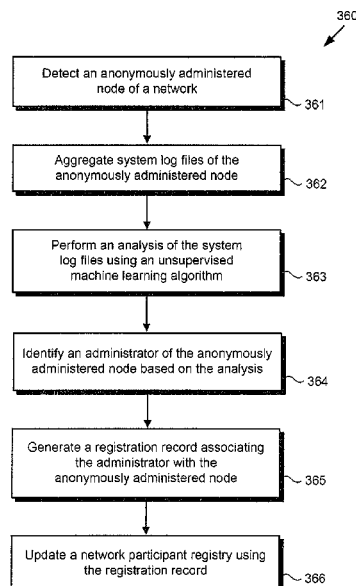 360
Detect an anonymously administered
node of a network
361
Aggregate system log files of the
anonymously administered node
362
Perform an analysis of the system
log files using an unsupervised
machine learning algorithm
363
Identify an administrator of the anonymously
administered node based on the analysis
364
Generate a registration record associating
the administrator with the
anonymously administered node
365
Update a network participant registry using
the registration record
366